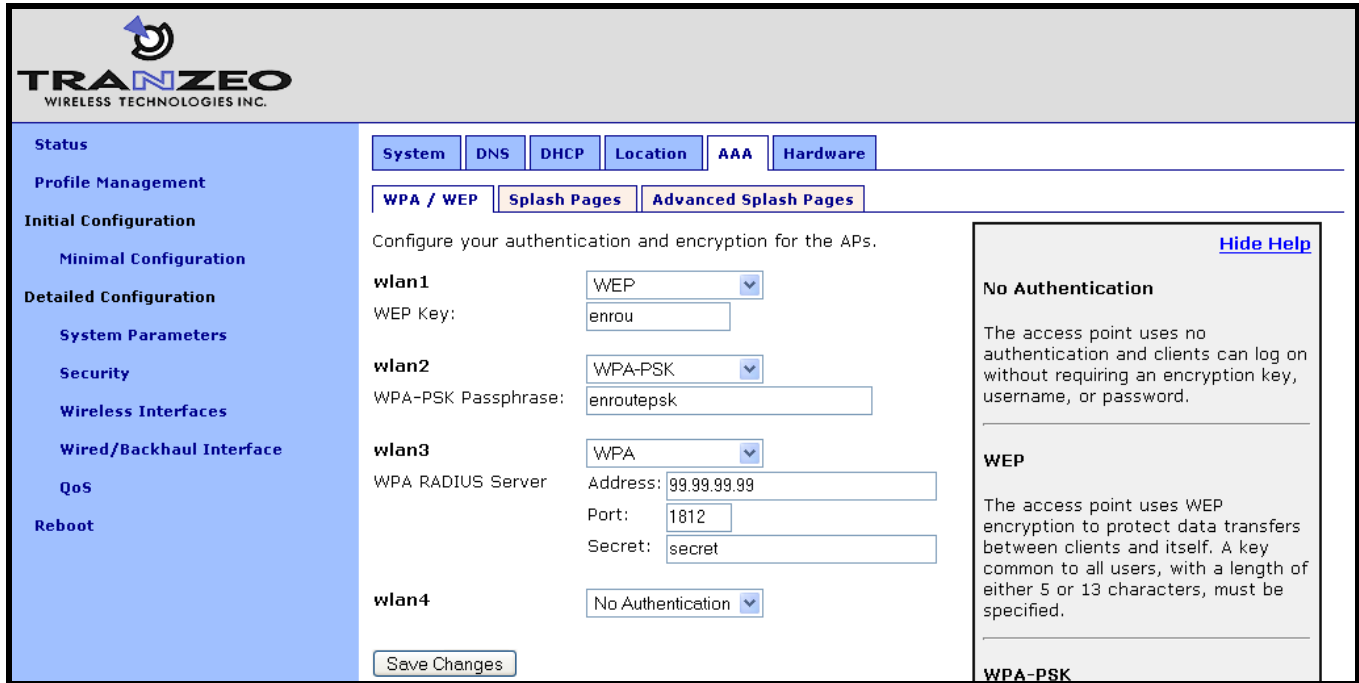 TRANZEO
WIRELESS TECHNOLOGIES INC.
Status
Profile Management
Initial Configuration
Minimal Configuration
Detailed Configuration
System Parameters
Security
Wireless Interfaces
Wired/Backhaul Interface
QoS
Reboot
System DNS DHCP Location AAA Hardware
WPA / WEP Splash Pages Advanced Splash Pages
Configure your authentication and encryption for the APs.
wlan1 WEP
WEP Key: enrou
wlan2 WPA-PSK
WPA-PSK Passphrase: enroutepsk
wlan3 WPA
WPA RADIUS Server Address: 99.99.99.99
Port: 1812
Secret: secret
wlan4 No Authentication
Save Changes
Hide Help
No Authentication
The access point uses no
authentication and clients can log on
without requiring an encryption key,
username, or password.
WEP
The access point uses WEP
encryption to protect data transfers
between clients and itself. A key
common to all users, with a length of
either 5 or 13 characters, must be
specified.
WPA-PSK